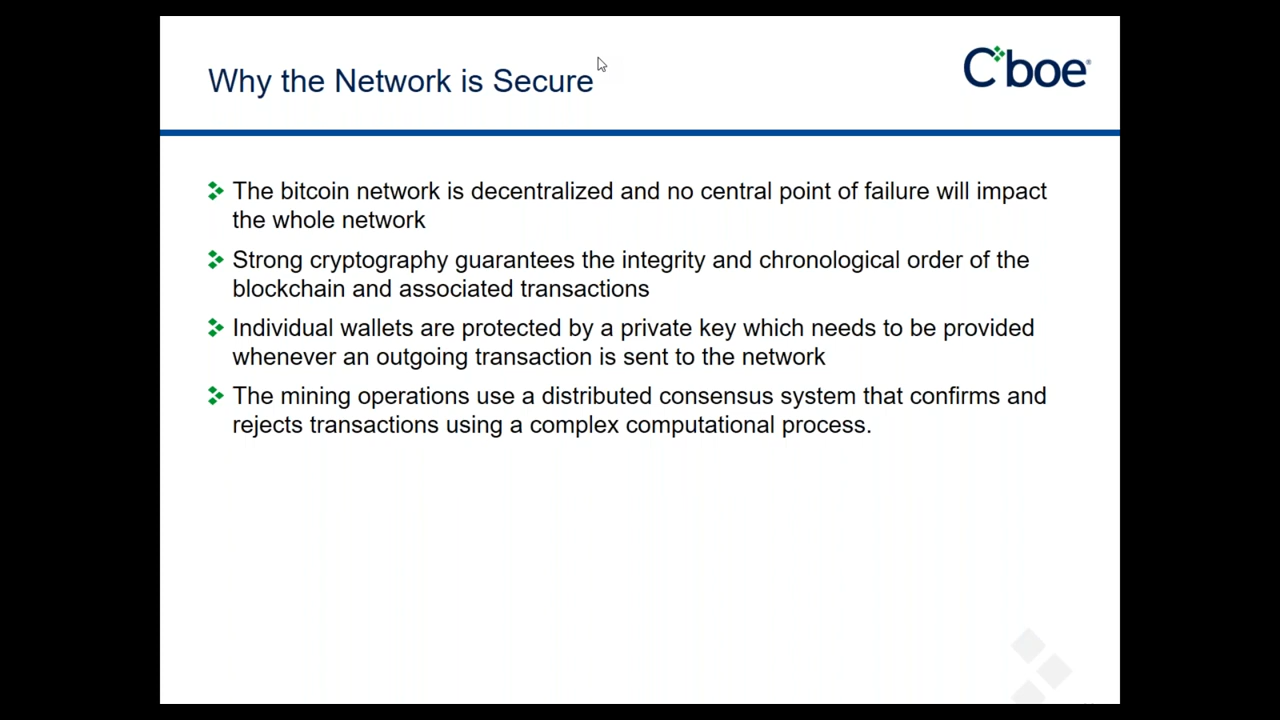 Why the Network is Secure
Cboe®
The bitcoin network is decentralized and no central point of failure will impact
the whole network
Strong cryptography guarantees the integrity and chronological order of the
blockchain and associated transactions
Individual wallets are protected by a private key which needs to be provided
whenever an outgoing transaction is sent to the network
The mining operations use a distributed consensus system that confirms and
rejects transactions using a complex computational process.